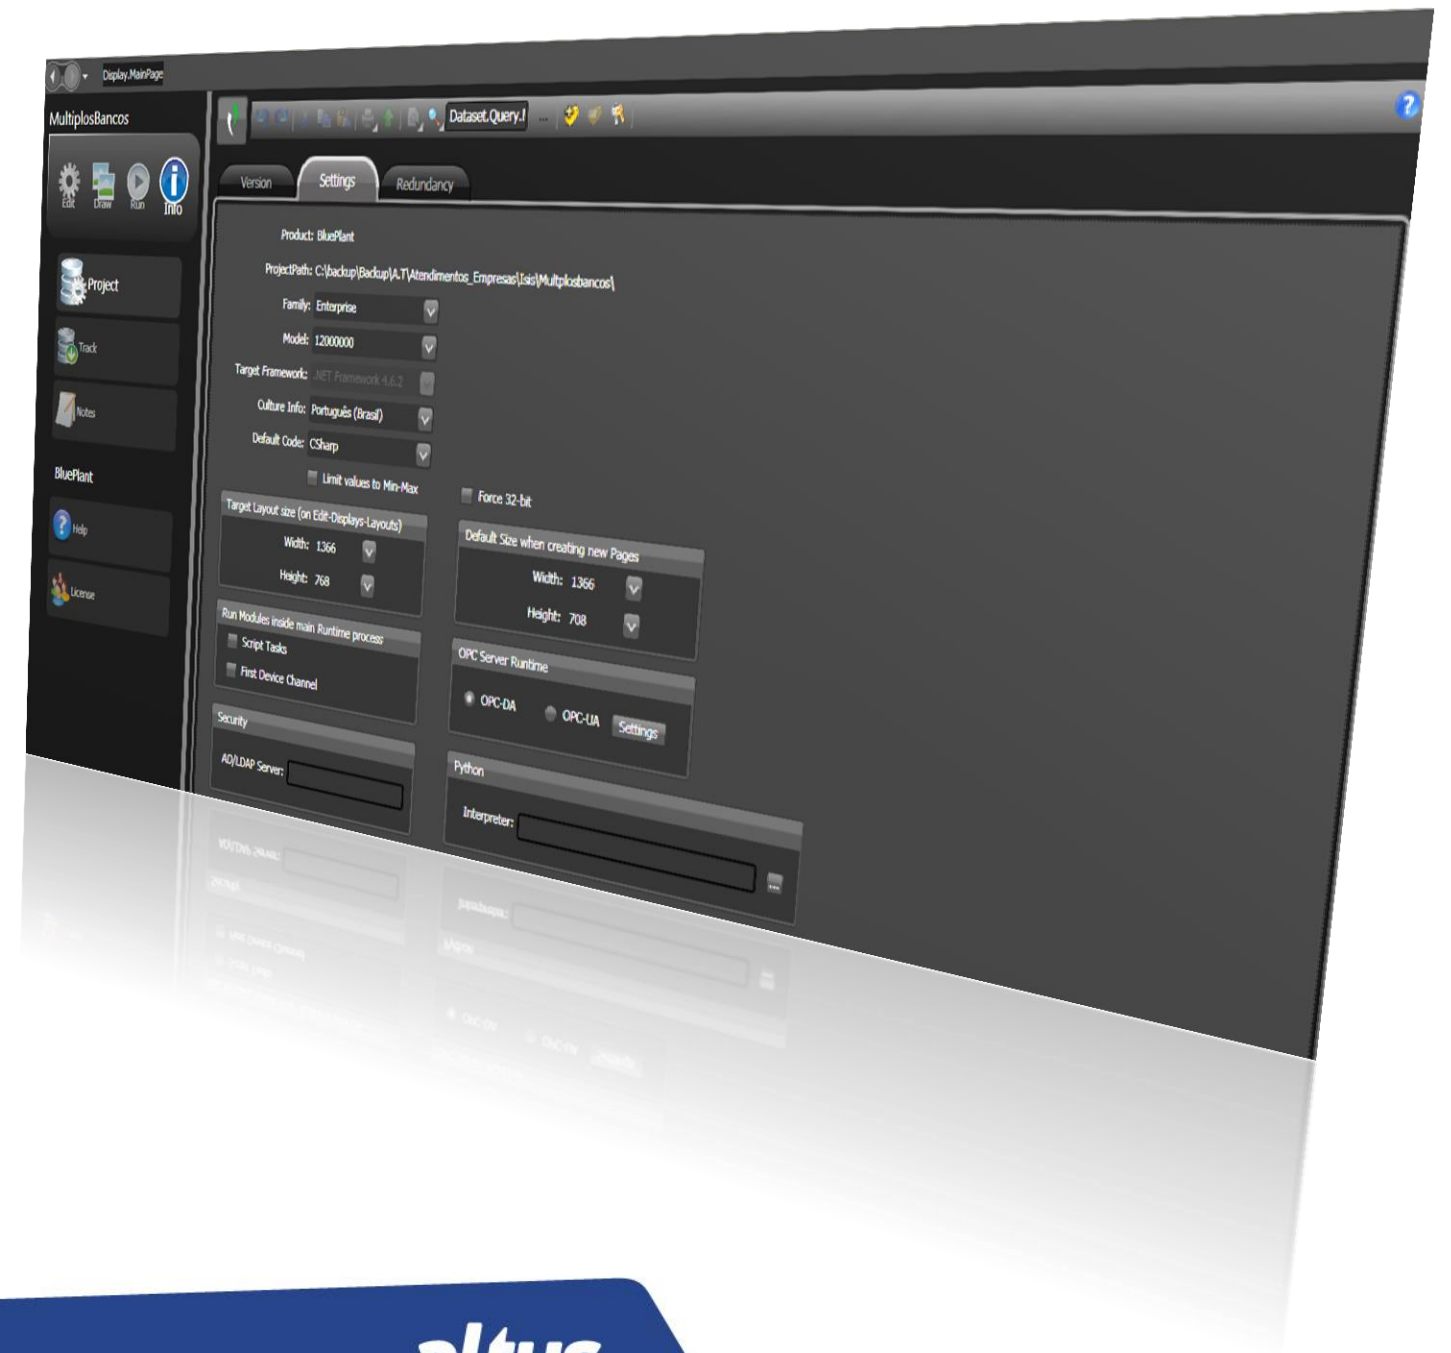 Display.MainPage
MultiplosBancos
Dataset.Query.I
...
Edit
Draw
Run
Info
Version
Settings
Redundancy
Project
Track
Notes
BluePlant
Help
License
Product: BluePlant
ProjectPath: C:\backup\Backup\A.T\Atendimentos_Empresas\Isis\Multplosbancos\
Family: Enterprise
Model: 12000000
Target Framework: .NET Framework 4.6.2
Culture Info: Português (Brasil)
Default Code: CSharp
Limit values to Min-Max
Force 32-bit
Target Layout size (on Edit-Displays-Layouts)
Width: 1366
Height: 768
Default Size when creating new Pages
Width: 1366
Height: 708
Run Modules inside main Runtime process
Script Tasks
First Device Channel
OPC Server Runtime
OPC-DA
OPC-UA
Settings
Security
AD/LDAP Server:
Python
Interpreter:
...
altus